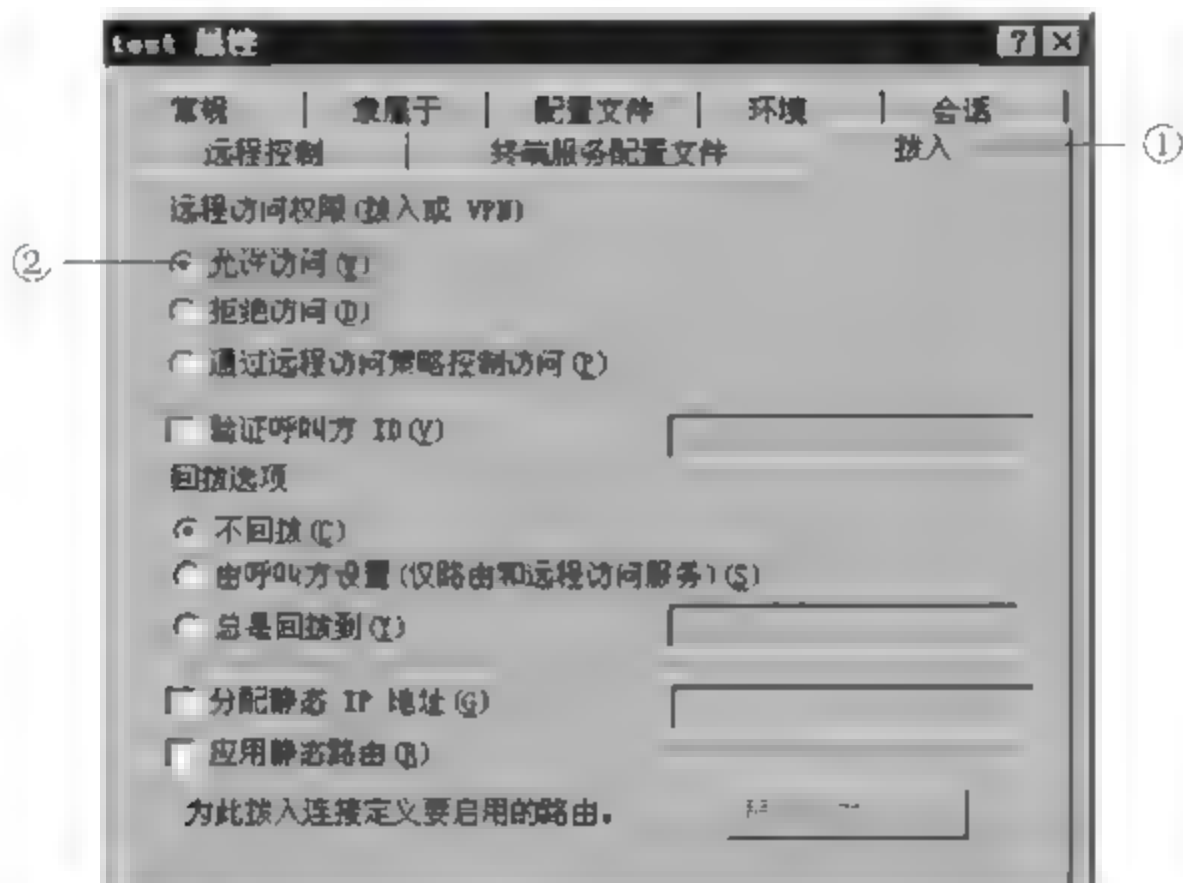 test 属性
常规 隶属于 配置文件 环境 会话
远程控制 终端服务配置文件 拨入 ①
远程访问权限(拨入或 VPN)
② 允许访问(W)
拒绝访问(D)
通过远程访问策略控制访问(P)
验证呼叫方 ID(V)
回拨选项
不回拨(C)
由呼叫方设置(仅路由和远程访问服务)(S)
总是回拨到(Y)
分配静态 IP 地址(G)
应用静态路由(R)
为此拨入连接定义要启用的路由。